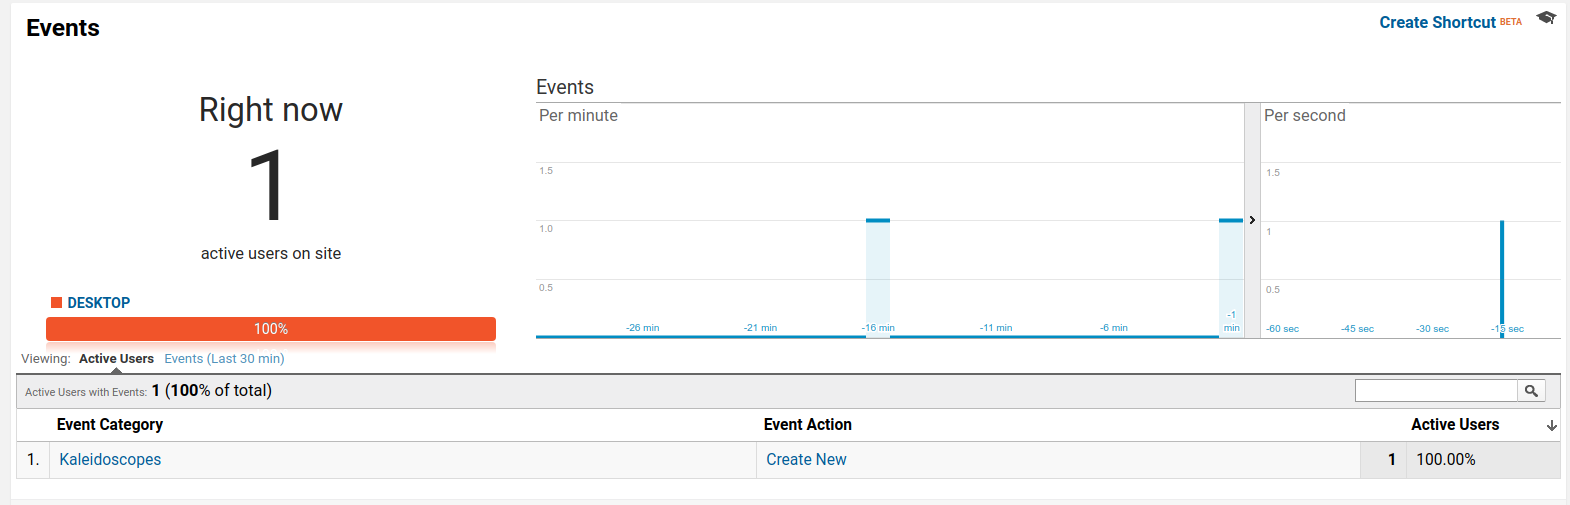 Events
Create Shortcut BETA
Right now
1
active users on site
DESKTOP
100%
Events
Per minute
1.5
1.0
0.5
-26 min
-21 min
-16 min
-11 min
-6 min
-1
min
Per second
1.5
1
0.5
-60 sec
-45 sec
-30 sec
-15 sec
Viewing: Active Users Events (Last 30 min)
Active Users with Events: 1 (100% of total)
Event Category Event Action Active Users
1. Kaleidoscopes Create New 1 100.00%